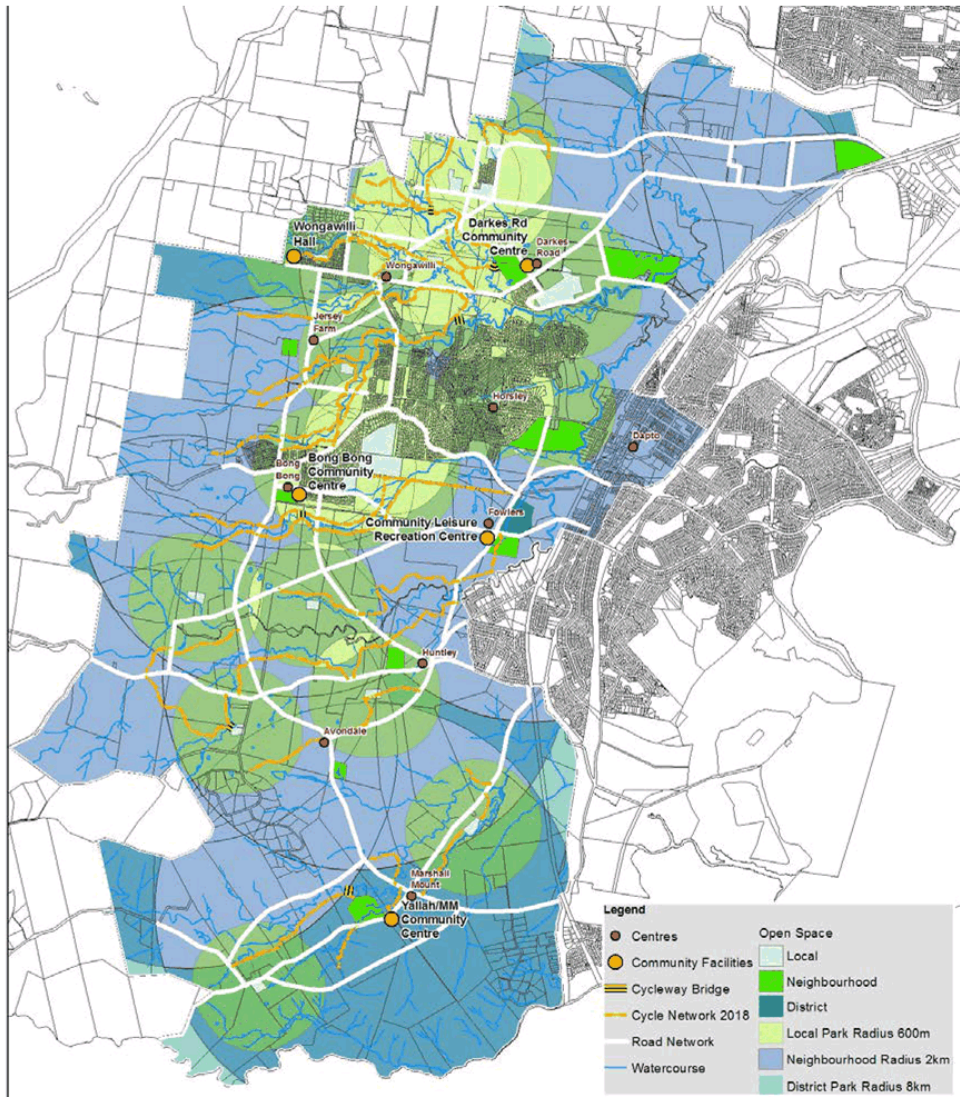 Wongawilli
Hall
Darkes Rd
Community
Centre
Darkes
Road
Wongawilli
Jersey
Farm
Horsley
Dapto
Bong Bong
Community
Centre
Bong
Bong
Fowlers
Community Leisure
Recreation Centre
Huntley
Avondale
Marshall
Mount
Yallah/MM
Community
Centre
Legend
Centres
Community Facilities
Cycleway Bridge
Cycle Network 2018
Road Network
Watercourse
Open Space
Local
Neighbourhood
District
Local Park Radius 600m
Neighbourhood Radius 2km
District Park Radius 8km